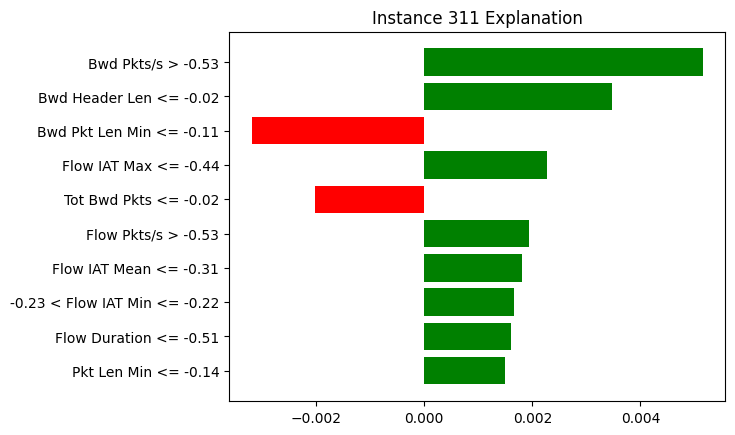 Instance 311 Explanation
Bwd Pkts/s > -0.53
Bwd Header Len <= -0.02
Bwd Pkt Len Min <= -0.11
Flow IAT Max <= -0.44
Tot Bwd Pkts <= -0.02
Flow Pkts/s > -0.53
Flow IAT Mean <= -0.31
-0.23 < Flow IAT Min <= -0.22
Flow Duration <= -0.51
Pkt Len Min <= -0.14
−0.002 0.000 0.002 0.004